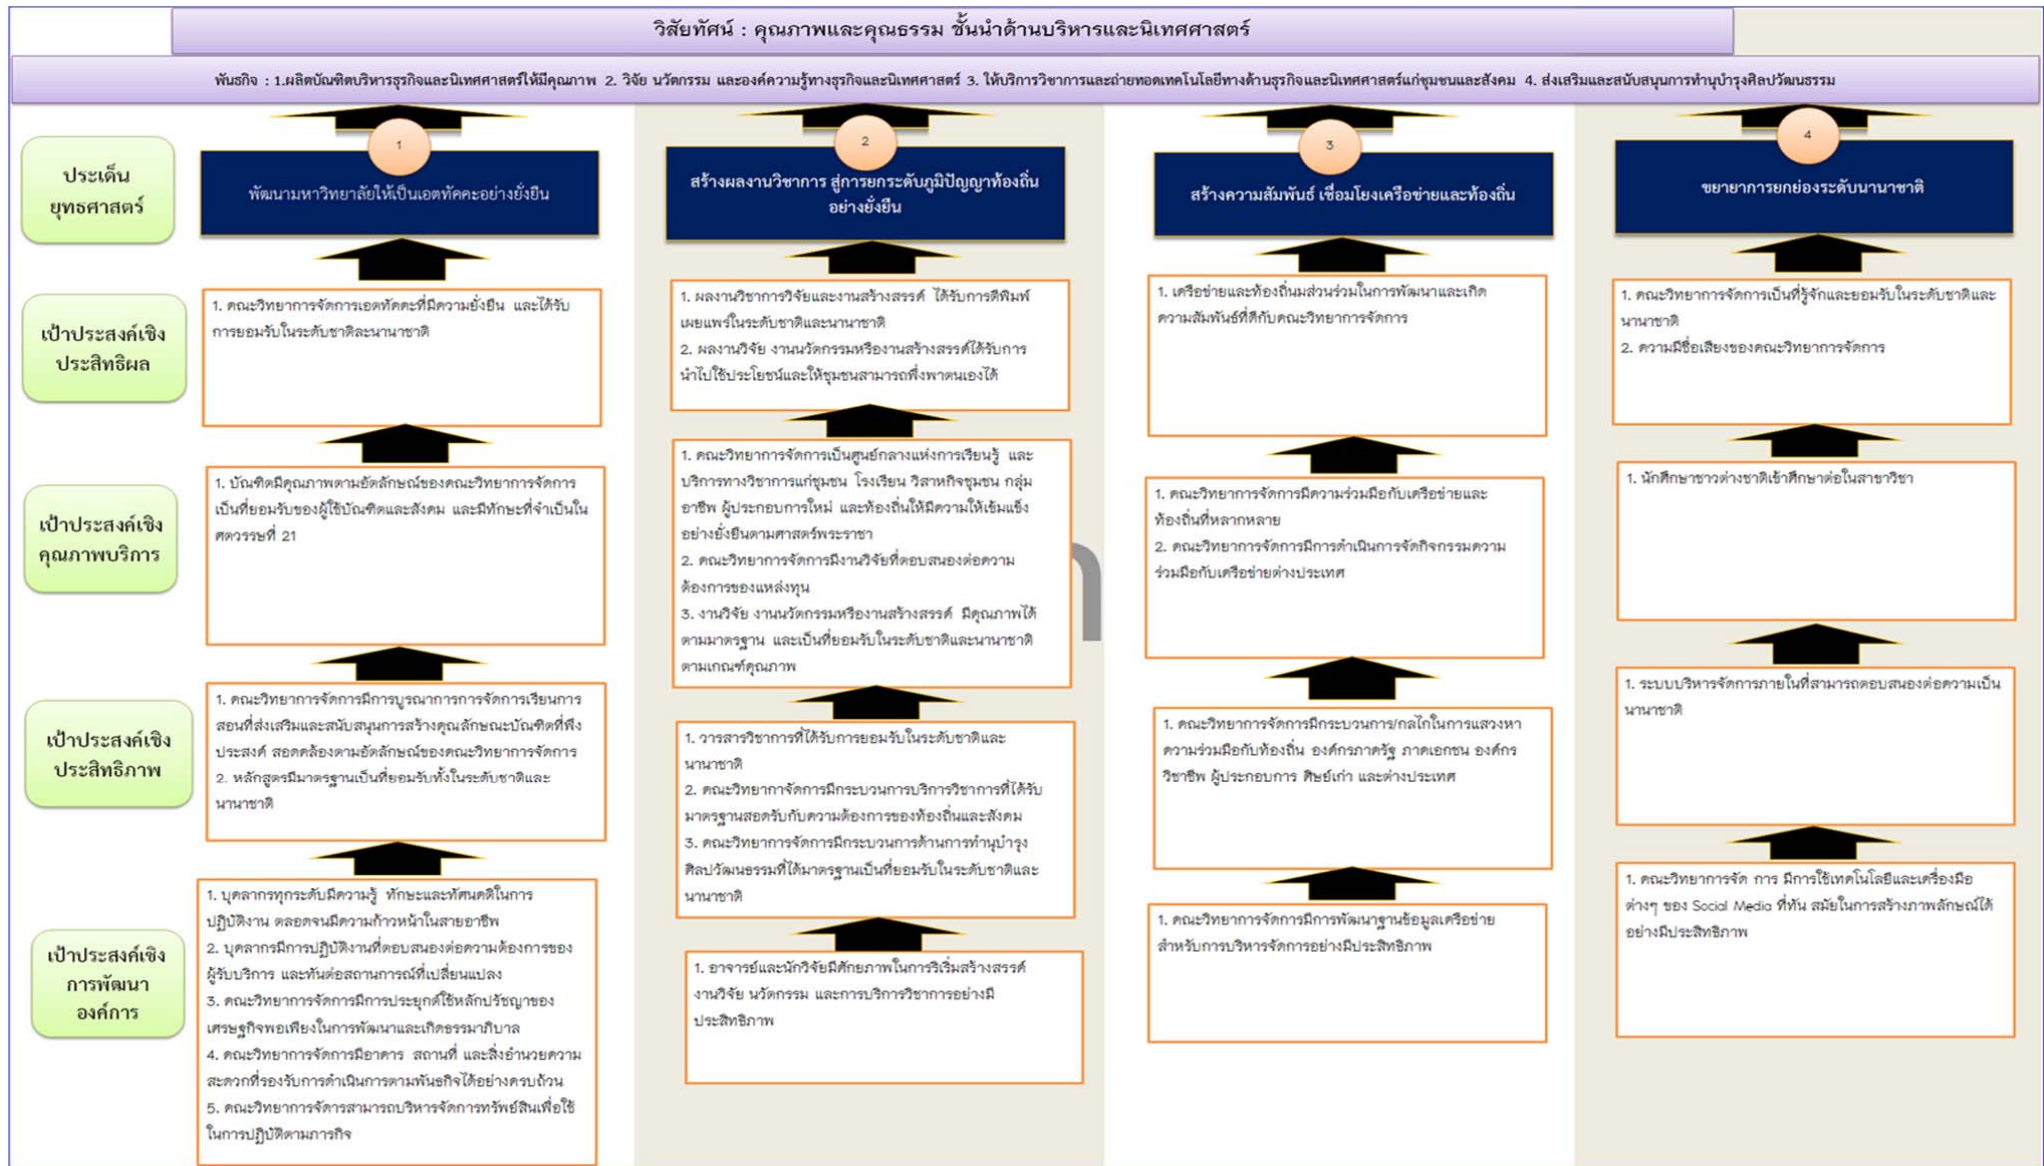 วิสัยทัศน์ : คุณภาพและคุณธรรม ชั้นนำด้านบริหารและนิเทศศาสตร์
พันธกิจ : 1.ผลิตบัณฑิตบริหารธุรกิจและนิเทศศาสตร์ให้มีคุณภาพ 2. วิจัย นวัตกรรม และองค์ความรู้ทางธุรกิจและนิเทศศาสตร์ 3. ให้บริการวิชาการและถ่ายทอดเทคโนโลยีทางด้านธุรกิจและนิเทศศาสตร์แก่ชุมชนและสังคม 4. ส่งเสริมและสนับสนุนการทำนุบำรุงศิลปวัฒนธรรม
ประเด็น
ยุทธศาสตร์
1
พัฒนามหาวิทยาลัยให้เป็นเอตทัคคะอย่างยั่งยืน
2
สร้างผลงานวิชาการ สู่การยกระดับภูมิปัญญาท้องถิ่น
อย่างยั่งยืน
3
สร้างความสัมพันธ์ เชื่อมโยงเครือข่ายและท้องถิ่น
4
ขยายาการยกย่องระดับนานาชาติ
เป้าประสงค์เชิง
ประสิทธิผล
1. คณะวิทยาการจัดการเอตทัคคะที่มีความยั่งยืน และได้รับ
การยอมรับในระดับชาติละนานาชาติ
1. ผลงานวิชาการวิจัยและงานสร้างสรรค์ ได้รับการตีพิมพ์
เผยแพร่ในระดับชาติและนานาชาติ
2. ผลงานวิจัย งานนวัตกรรมหรืองานสร้างสรรค์ได้รับการ
นำไปใช้ประโยชน์และให้ชุมชนสามารถพึ่งพาตนเองได้
1. เครือข่ายและท้องถิ่นมส่วนร่วมในการพัฒนาและเกิด
ความสัมพันธ์ที่ดีกับคณะวิทยาการจัดการ
1. คณะวิทยาการจัดการเป็นที่รู้จักและยอมรับในระดับชาติและ
นานาชาติ
2. ความมีชื่อเสียงของคณะวิทยาการจัดการ
เป้าประสงค์เชิง
คุณภาพบริการ
1. บัณฑิตมีคุณภาพตามอัตลักษณ์ของคณะวิทยาการจัดการ
เป็นที่ยอมรับของผู้ใช้บัณฑิตและสังคม และมีทักษะที่จำเป็นใน
ศตวรรษที่ 21
1. คณะวิทยาการจัดการเป็นศูนย์กลางแห่งการเรียนรู้ และ
บริการทางวิชาการแก่ชุมชน โรงเรียน วิสาหกิจชุมชน กลุ่ม
อาชีพ ผู้ประกอบการใหม่ และท้องถิ่นให้มีความให้เข้มแข็ง
อย่างยั่งยืนตามศาสตร์พระราชา
2. คณะวิทยาการจัดการมีงานวิจัยที่ตอบสนองต่อความ
ต้องการของแหล่งทุน
3. งานวิจัย งานนวัตกรรมหรืองานสร้างสรรค์ มีคุณภาพได้
ตามมาตรฐาน และเป็นที่ยอมรับในระดับชาติและนานาชาติ
ตามเกณฑ์คุณภาพ
1. คณะวิทยาการจัดการมีความร่วมมือกับเครือข่ายและ
ท้องถิ่นที่หลากหลาย
2. คณะวิทยาการจัดการมีการดำเนินการจัดกิจกรรมความ
ร่วมมือกับเครือข่ายต่างประเทศ
1. นักศึกษาชาวต่างชาติเข้าศึกษาต่อในสาขาวิชา
เป้าประสงค์เชิง
ประสิทธิภาพ
1. คณะวิทยาการจัดการมีการบูรณาการการจัดการเรียนการ
สอนที่ส่งเสริมและสนับสนุนการสร้างคุณลักษณะบัณฑิตที่พึง
ประสงค์ สอดคล้องตามอัตลักษณ์ของคณะวิทยาการจัดการ
2. หลักสูตรมีมาตรฐานเป็นที่ยอมรับทั้งในระดับชาติและ
นานาชาติ
1. วารสารวิชาการที่ได้รับการยอมรับในระดับชาติและ
นานาชาติ
2. คณะวิทยาจัดการมีกระบวนการบริการวิชาการที่ได้รับ
มาตรฐานสอดรับกับความต้องการของท้องถิ่นและสังคม
3. คณะวิทยาการจัดการมีกระบวนการด้านการทำนุบำรุง
ศิลปวัฒนธรรมที่ได้มาตรฐานเป็นที่ยอมรับในระดับชาติและ
นานาชาติ
1. คณะวิทยาการจัดการมีกระบวนการ/กลไกในการแสวงหา
ความร่วมมือกับท้องถิ่น องค์กรภาครัฐ ภาคเอกชน องค์กร
วิชาชีพ ผู้ประกอบการ ศิษย์เก่า และต่างประเทศ
1. ระบบบริหารจัดการภายในที่สามารถตอบสนองต่อความเป็น
นานาชาติ
เป้าประสงค์เชิง
การพัฒนา
องค์การ
1. บุคลากรทุกระดับมีความรู้ ทักษะและทัศนคติในการ
ปฏิบัติงาน ตลอดจนมีความก้าวหน้าในสายอาชีพ
2. บุคลากรมีการปฏิบัติงานที่ตอบสนองต่อความต้องการของ
ผู้รับบริการ และทันต่อสถานการณ์ที่เปลี่ยนแปลง
3. คณะวิทยาการจัดการมีการประยุกต์ใช้หลักปรัชญาของ
เศรษฐกิจพอเพียงในการพัฒนาและเกิดธรรมาภิบาล
4. คณะวิทยาการจัดการมีอาคาร สถานที่ และสิ่งอำนวยความ
สะดวกที่รองรับการดำเนินการตามพันธกิจได้อย่างครบถ้วน
5. คณะวิทยาการจัดารสามารถบริหารจัดการทรัพย์สินเพื่อใช้
ในการปฏิบัติตามภารกิจ
1. อาจารย์และนักวิจัยมีศักยภาพในการริเริ่มสร้างสรรค์
งานวิจัย นวัตกรรม และการบริการวิชาการอย่างมี
ประสิทธิภาพ
1. คณะวิทยาการจัดการมีการพัฒนาฐานข้อมูลเครือข่าย
สำหรับการบริหารจัดการอย่างมีประสิทธิภาพ
1. คณะวิทยาการจัด การ มีการใช้เทคโนโลยีและเครื่องมือ
ต่างๆ ของ Social Media ที่ทัน สมัยในการสร้างภาพลักษณ์ได้
อย่างมีประสิทธิภาพ